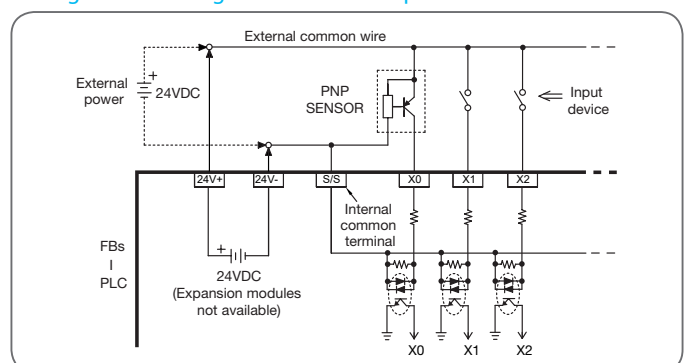 External common wire
External
power
+
24VDC
PNP
SENSOR
Input
device
24V+
24V-
S/S
X0
X1
X2
Internal
common
terminal
FBs
I
PLC
+
24VDC
(Expansion modules
not available)
X0
X1
X2